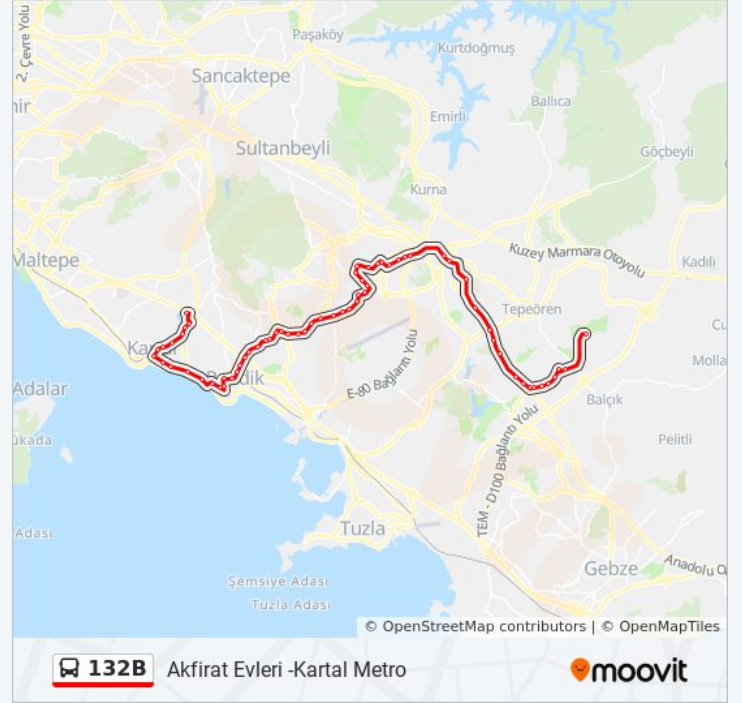 2. Çevre Yolu
Paşaköy
Kurtdoğmuş
Sancaktepe
Ballıca
Emirli
Sultanbeyli
Göçbeyli
Kurna
Maltepe
Kuzey Marmara Otoyolu
Kadılı
Tepeören
Adalar
E-80 Bağlantı Yolu
Balçık
Pelitli
TEM - D100 Bağlantı Yolu
Adası
Tuzla
Gebze
Anadolu O
Şemsiye Adası
Tuzla Adası
© OpenStreetMap contributors | © OpenMapTiles
132B Akfirat Evleri -Kartal Metro moovit